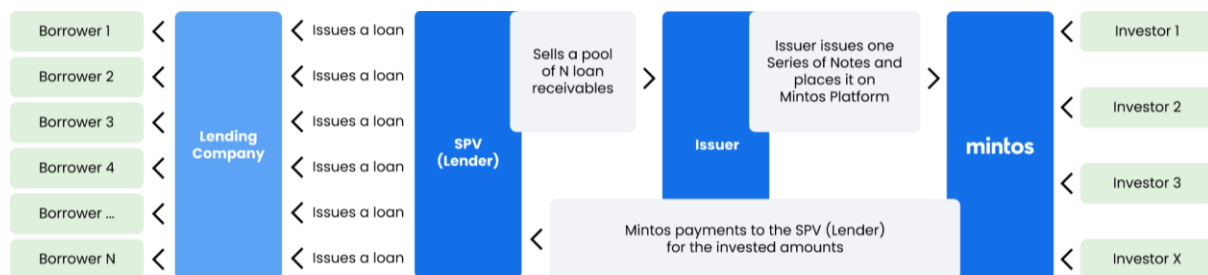 Borrower 1
Borrower 2
Borrower 3
Borrower 4
Borrower ...
Borrower N
Lending
Company
Issues a loan
Issues a loan
Issues a loan
Issues a loan
Issues a loan
Issues a loan
SPV
(Lender)
Sells a pool
of N loan
receivables
Issuer
Issuer issues one
Series of Notes and
places it on
Mintos Platform
Mintos payments to the SPV (Lender)
for the invested amounts
mintos
Investor 1
Investor 2
Investor 3
Investor X